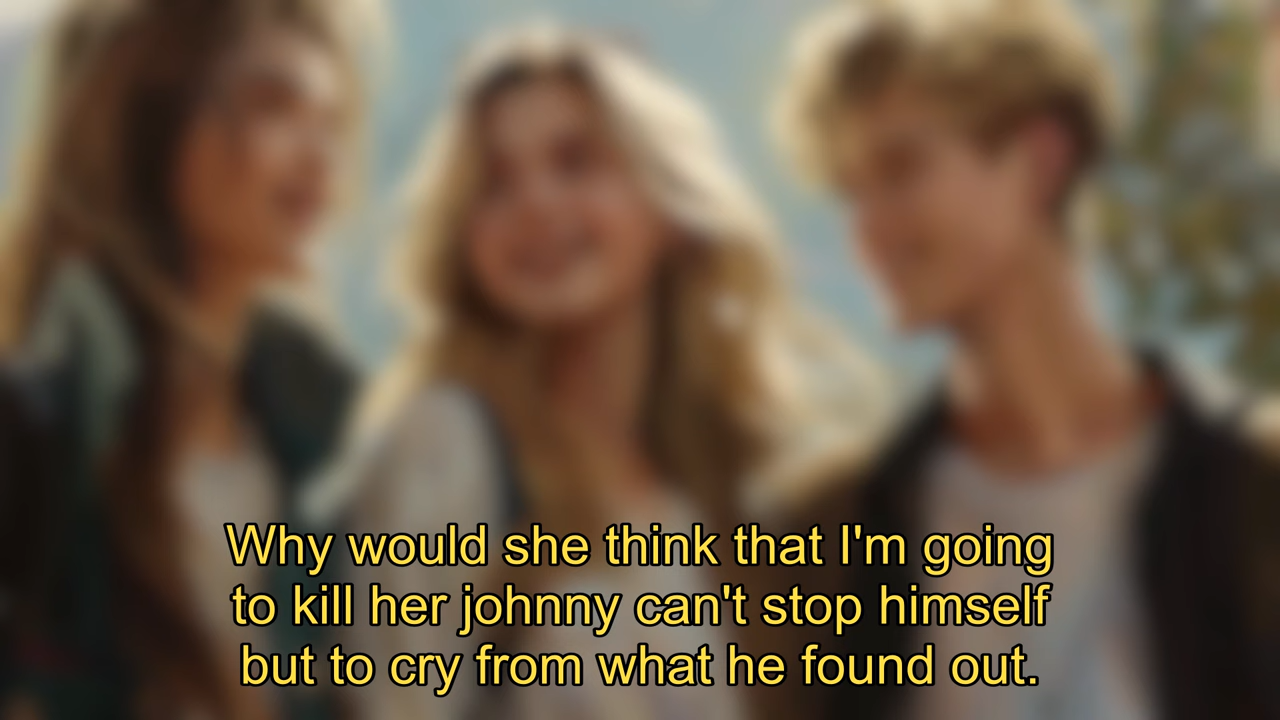 Why would she think that I'm going
to kill her johnny can't stop himself
but to cry from what he found out.